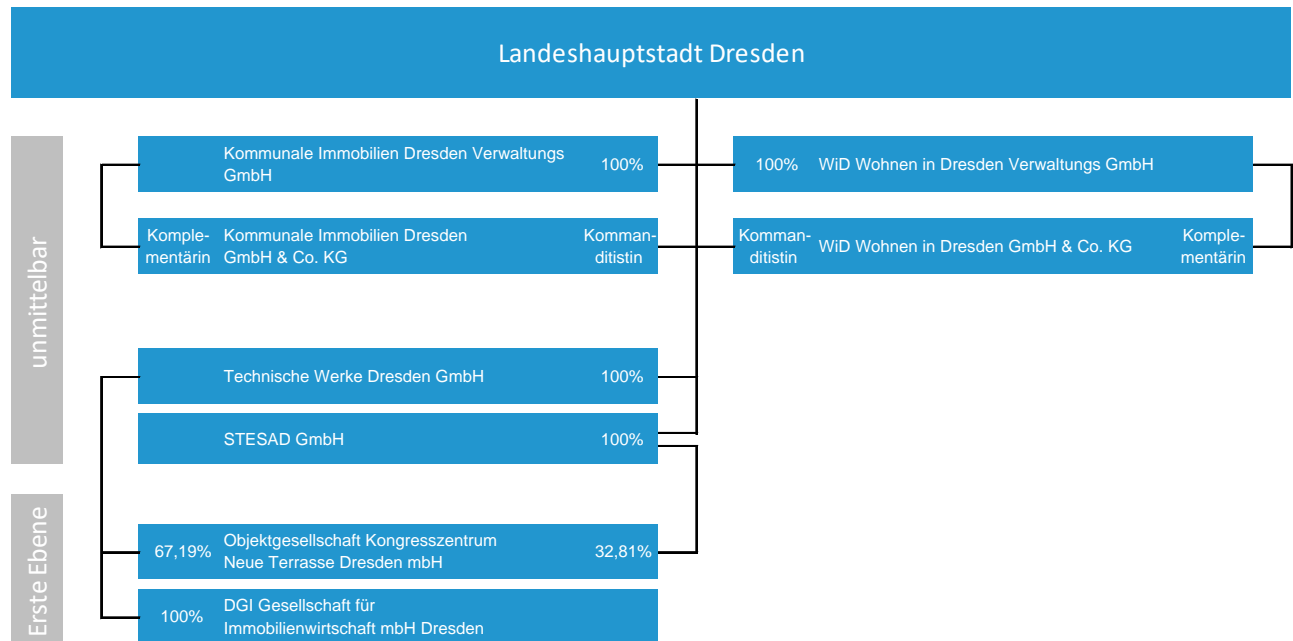 Landeshauptstadt Dresden
unmittelbar
Kommunale Immobilien Dresden Verwaltungs
GmbH
100%
100%
WiD Wohnen in Dresden Verwaltungs GmbH
Komple-
mentärin
Kommunale Immobilien Dresden
GmbH & Co. KG
Komman-
ditistin
Komman-
ditistin
WiD Wohnen in Dresden GmbH & Co. KG
Komple-
mentärin
Technische Werke Dresden GmbH
100%
STESAD GmbH
100%
Erste Ebene
67,19%
Objektgesellschaft Kongresszentrum
Neue Terrasse Dresden mbH
32,81%
100%
DGI Gesellschaft für
Immobilienwirtschaft mbH Dresden